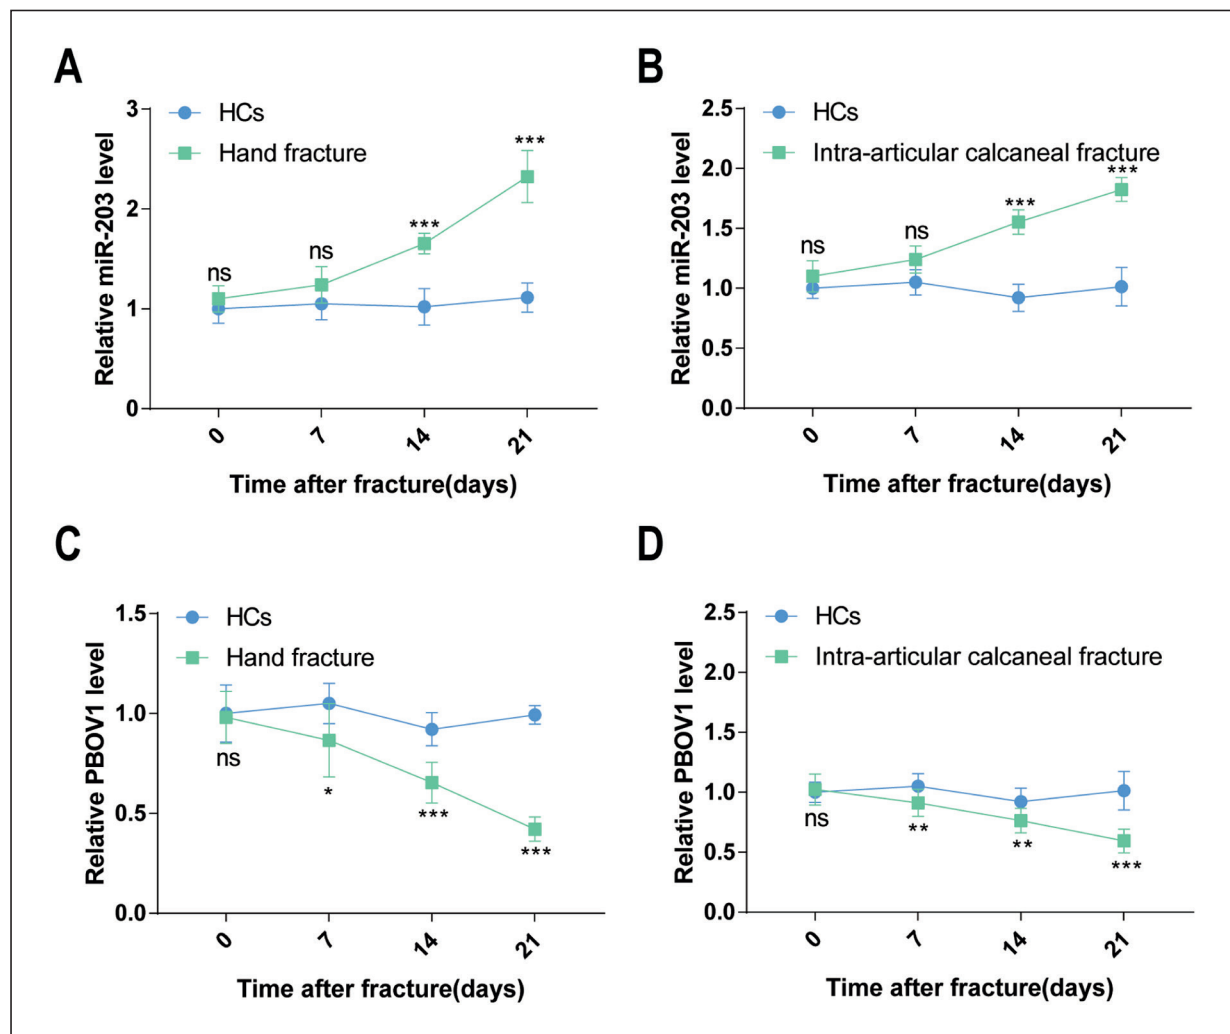 A
3
2
1
0
Relative miR-203 level
HCs
Hand fracture
ns
ns
***
***
0
7
14
21
Time after fracture(days)
B
2.5
2.0
1.5
1.0
0.5
0.0
Relative miR-203 level
HCs
Intra-articular calcaneal fracture
ns
ns
***
***
0
7
14
21
Time after fracture(days)
C
1.5
1.0
0.5
0.0
Relative PBOV1 level
HCs
Hand fracture
ns
*
***
***
0
7
14
21
Time after fracture(days)
D
2.5
2.0
1.5
1.0
0.5
0.0
Relative PBOV1 level
HCs
Intra-articular calcaneal fracture
ns
**
**
***
0
7
14
21
Time after fracture(days)